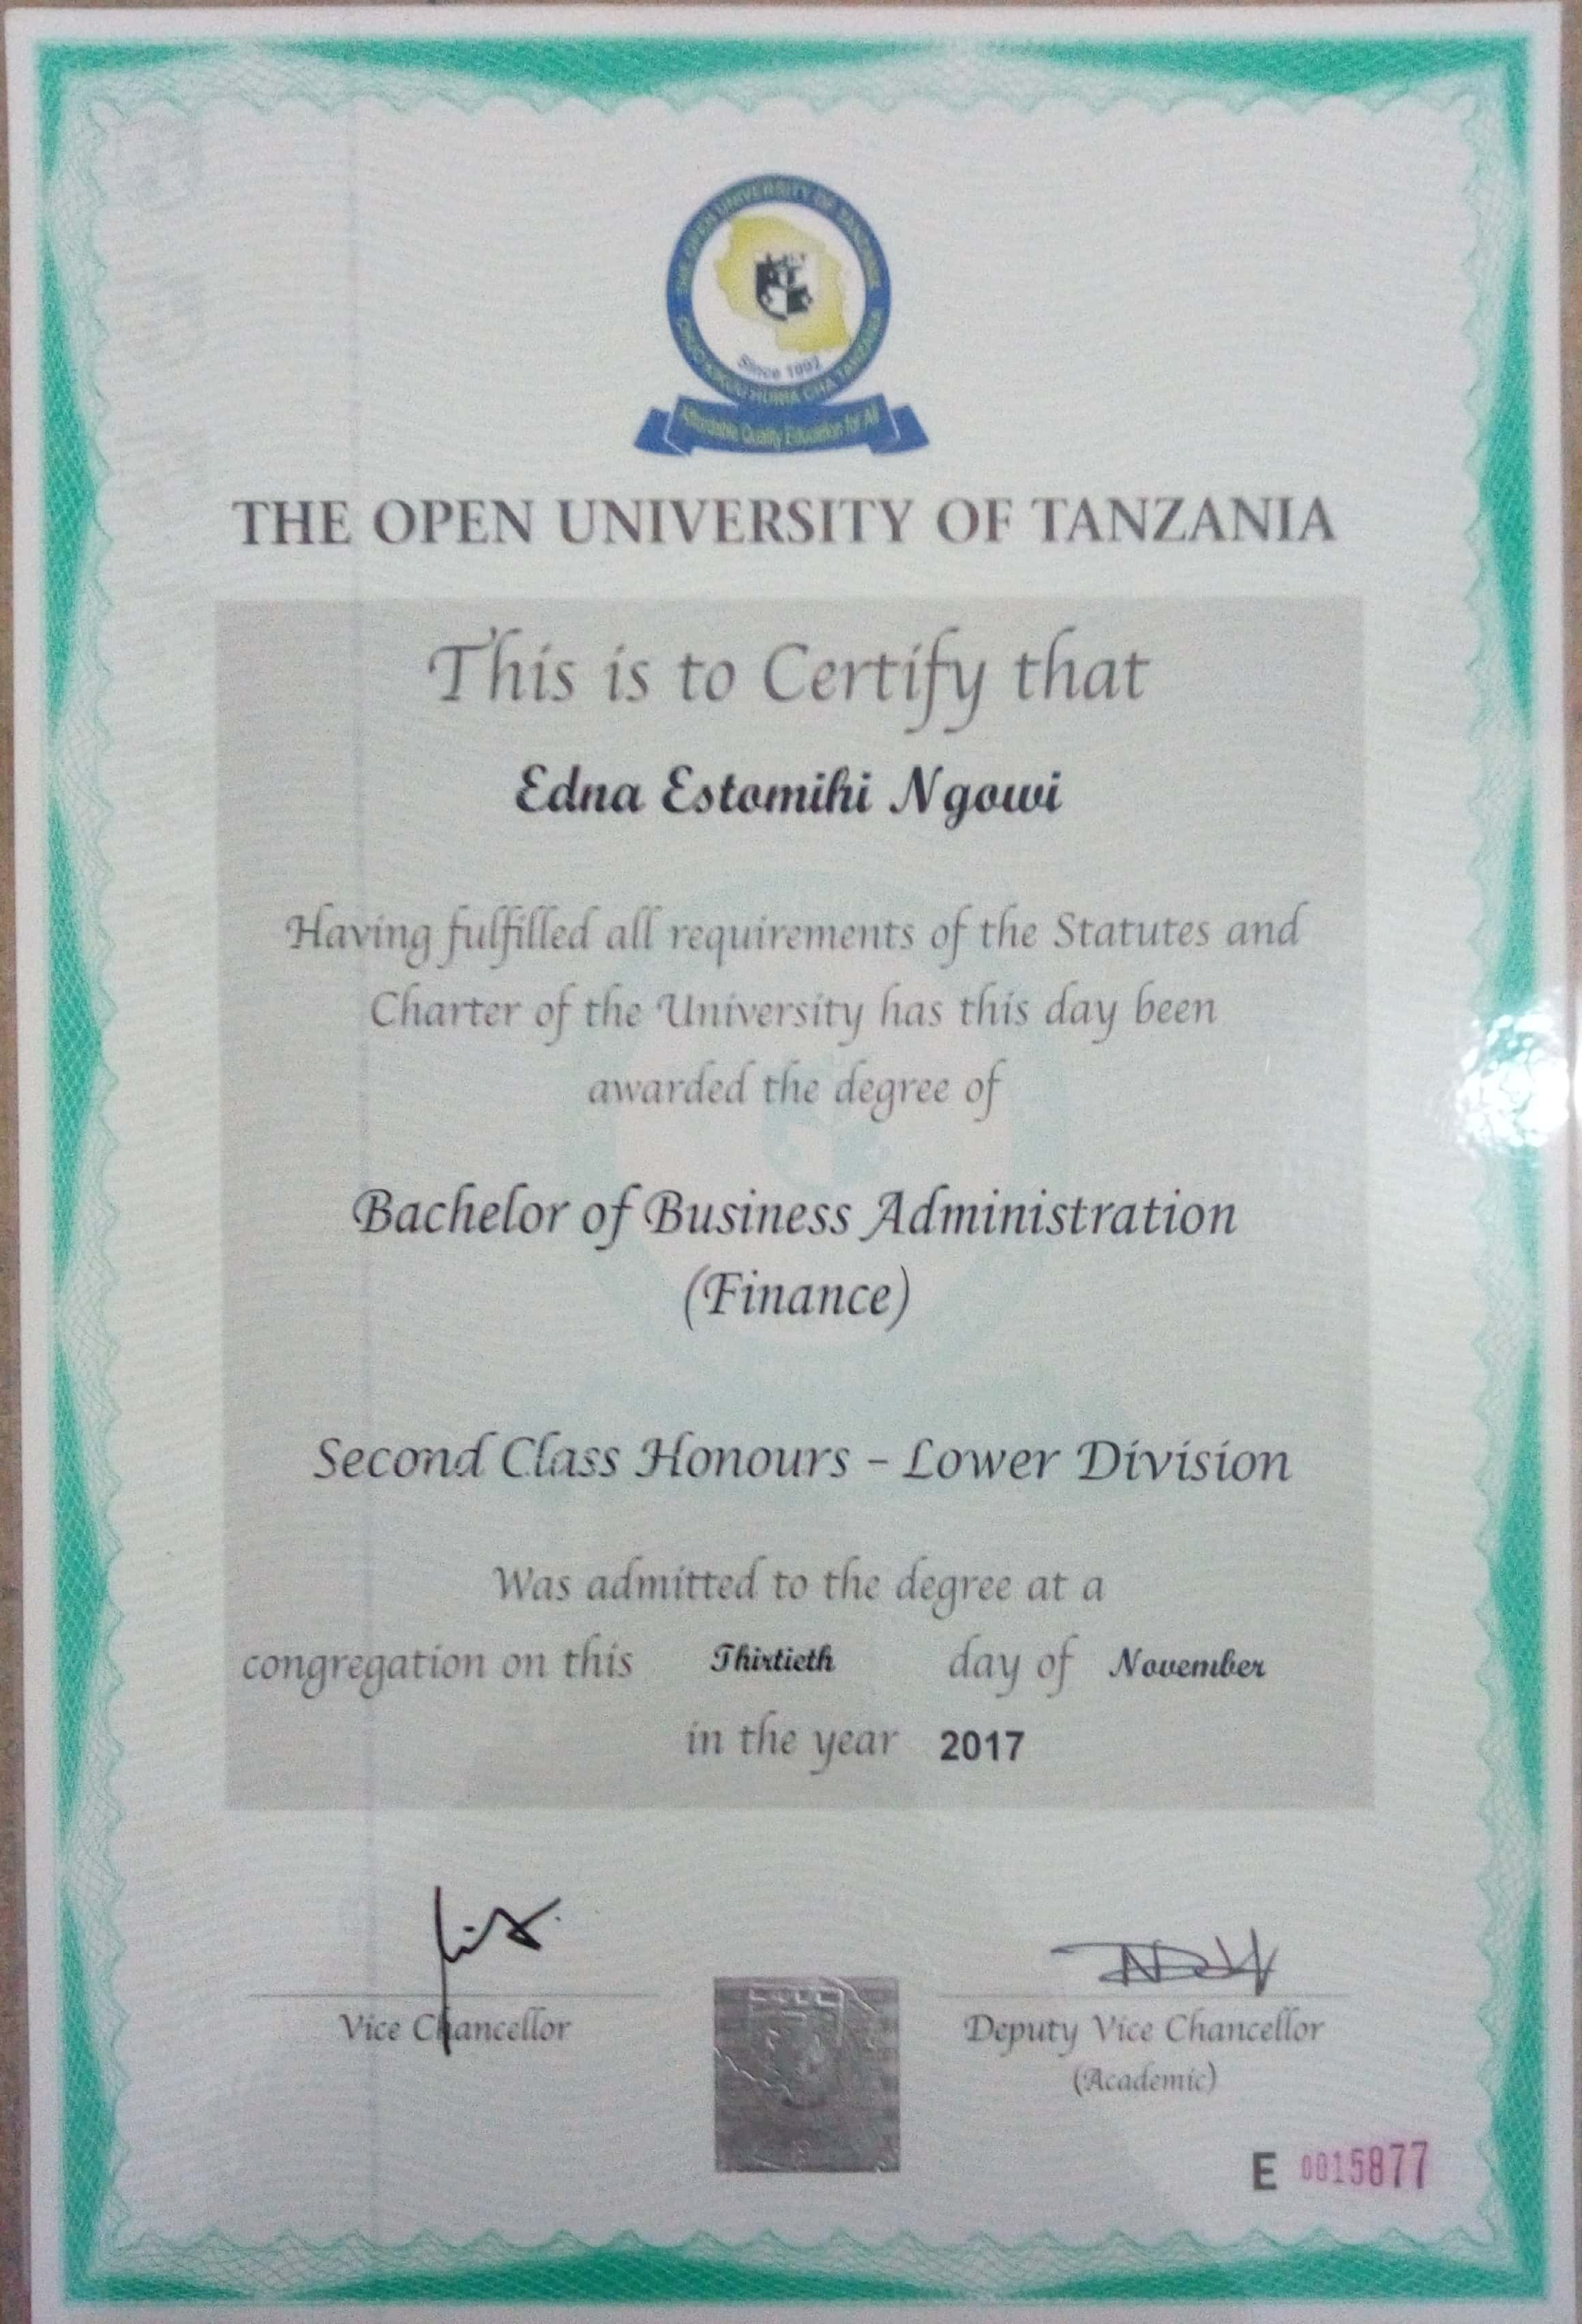 THE OPEN UNIVERSITY OF TANZANIA
CHUO KIKUU HURIA CHA TANZANIA
Since 1992
Affordable Quality Education for All
THE OPEN UNIVERSITY OF TANZANIA
This is to Certify that
Edna Estomihi Ngowi
Having fulfilled all requirements of the Statutes and
Charter of the University has this day been
awarded the degree of
Bachelor of Business Administration
(Finance)
Second Class Honours - Lower Division
Was admitted to the degree at a
congregation on this Thirtieth day of November
in the year 2017
Vice Chancellor
Deputy Vice Chancellor
(Academic)
E 0015877